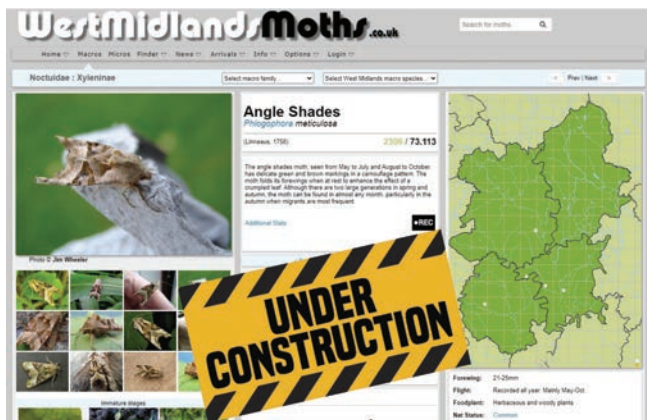 WestMidlandsMoths.co.uk
Search for moths.
Home Macros Micros Finder News Arrivals Info Options Login
Noctuidae : Xyleninae
Select macro family...
Select West Midlands macro species...
Prev | Next
Angle Shades
Phlogophora meticulosa
(Linnaeus, 1758)
2306 / 73.113
The angle shades moth, seen from May to July and August to October,
has delicate green and brown markings in a camouflage pattern. The
moth folds its forewings when at rest to enhance the effect of a
crumpled leaf. Although there are two large generations in spring and
autumn, the moth can be found in almost any month, particularly in the
autumn when migrants are most frequent.
Additional Stats
REC
Photo © Jim Wheeler
UNDER
CONSTRUCTION
Immature stages
Forewing: 21-25mm
Flight: Recorded all year. Mainly May-Oct.
Foodplant: Herbaceous and woody plants
Nat Status: Common